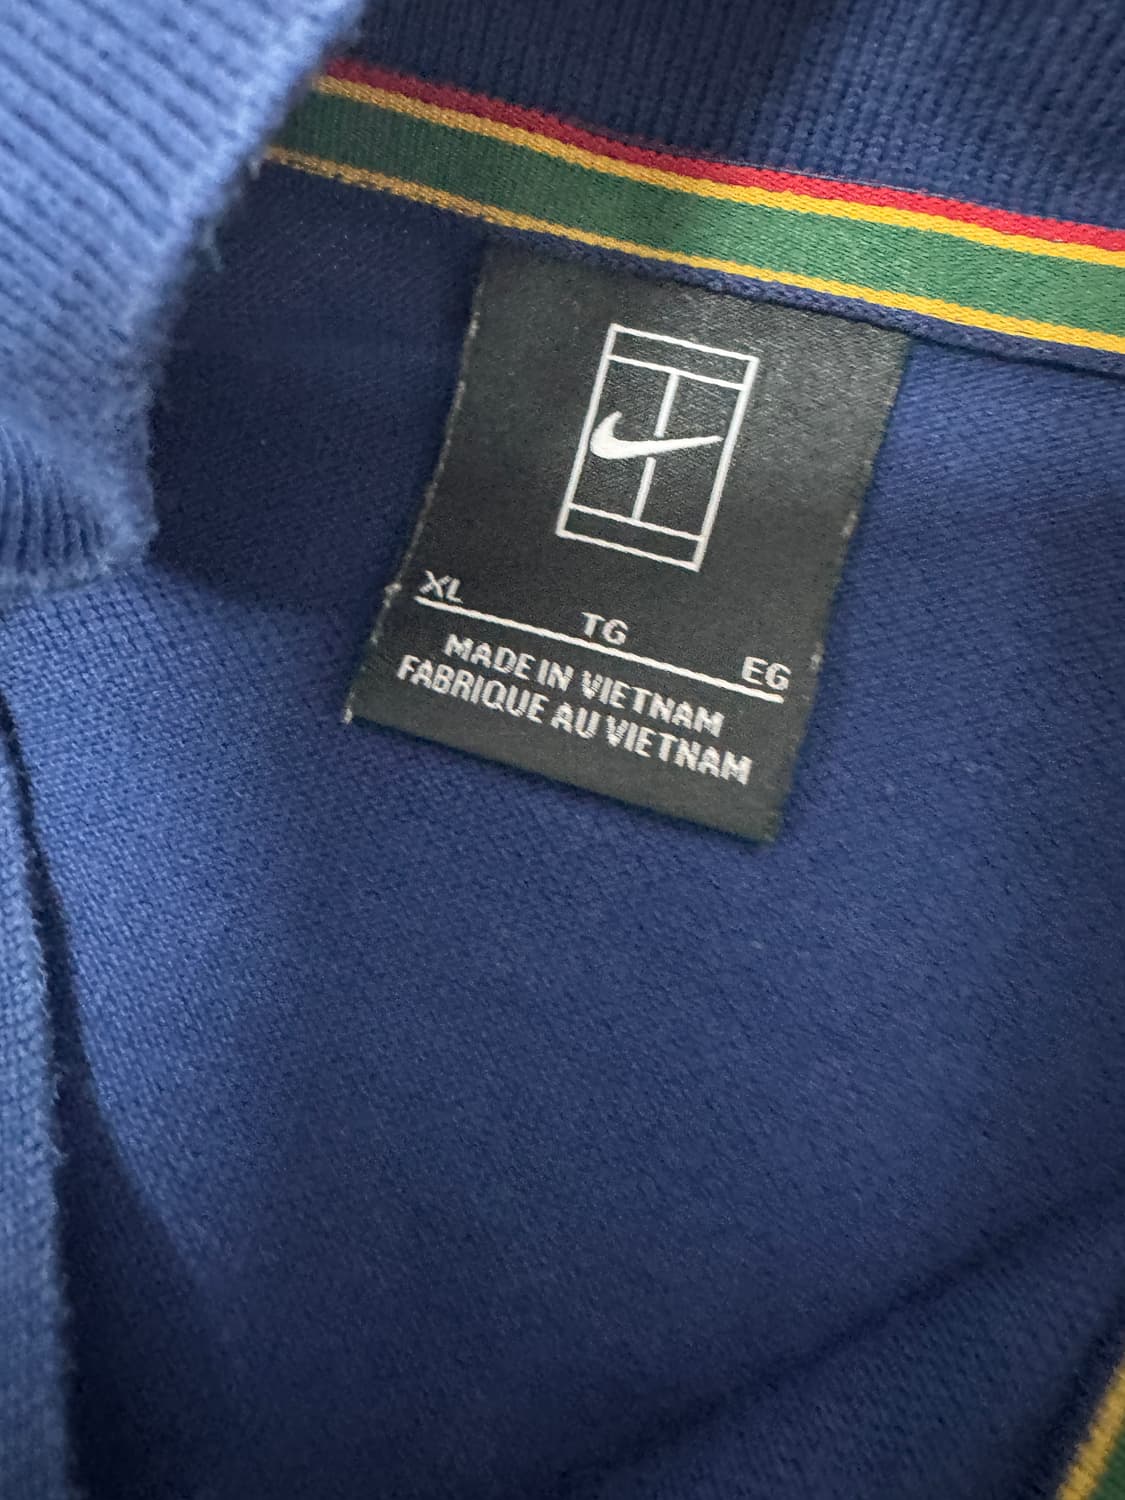 XL
TG
EG
MADE IN VIETNAM
FABRIQUE AU VIETNAM